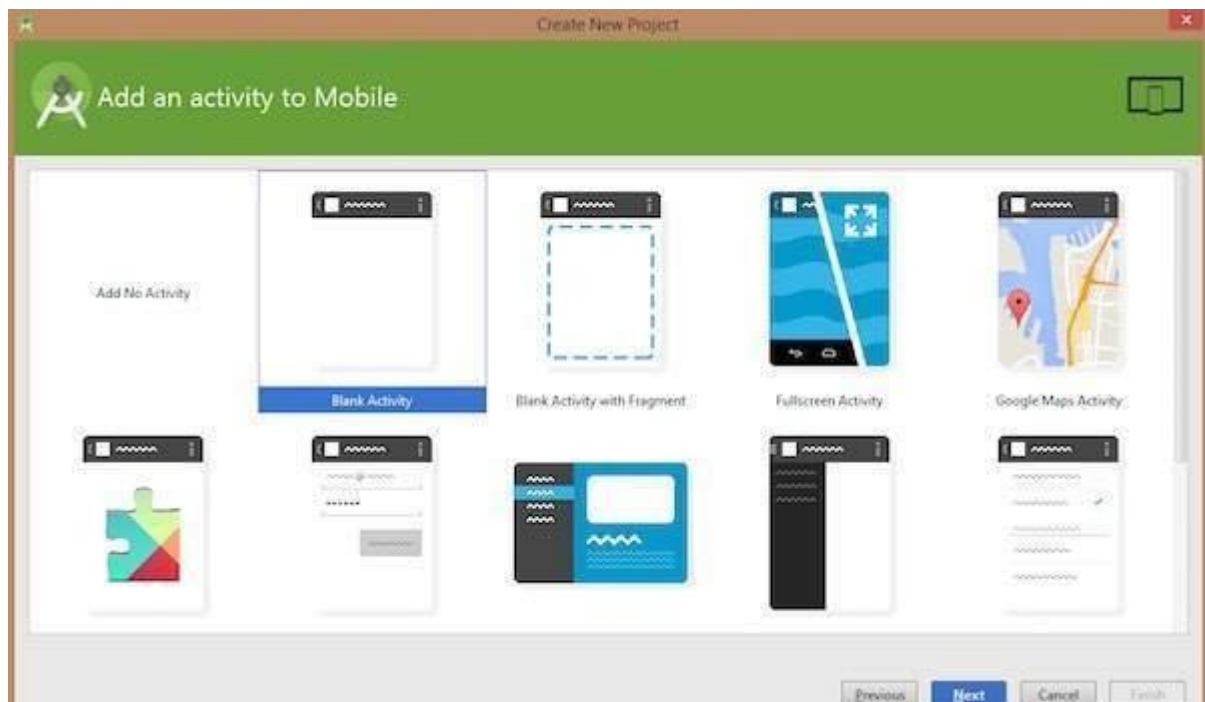 Create New Project
Add an activity to Mobile
Add No Activity
Blank Activity
Blank Activity with Fragment
Fullscreen Activity
Google Maps Activity
Previous
Next
Cancel
Finish